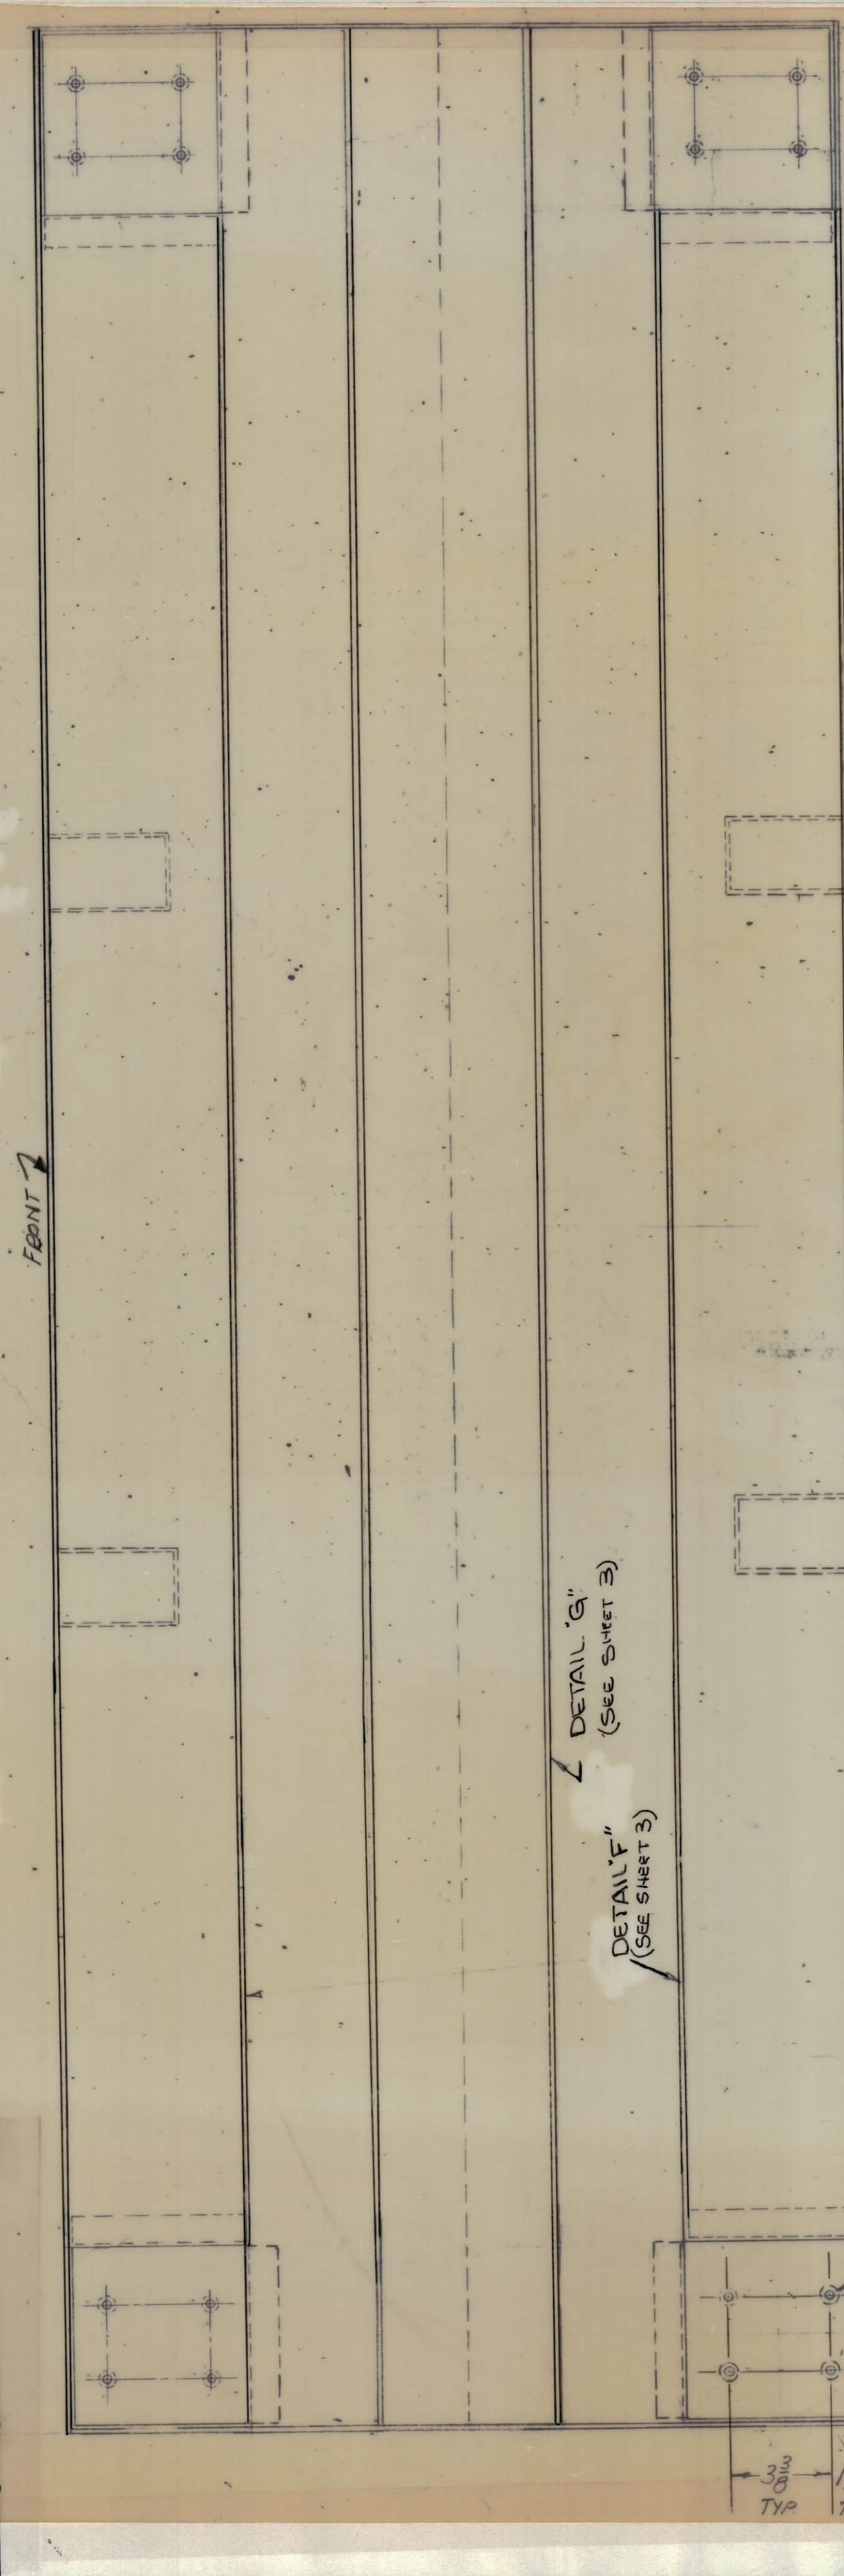 FRONT
DETAIL "G"
(SEE SHEET 3)
DETAIL "F"
(SEE SHEET 3)
3 3/8
TYP.